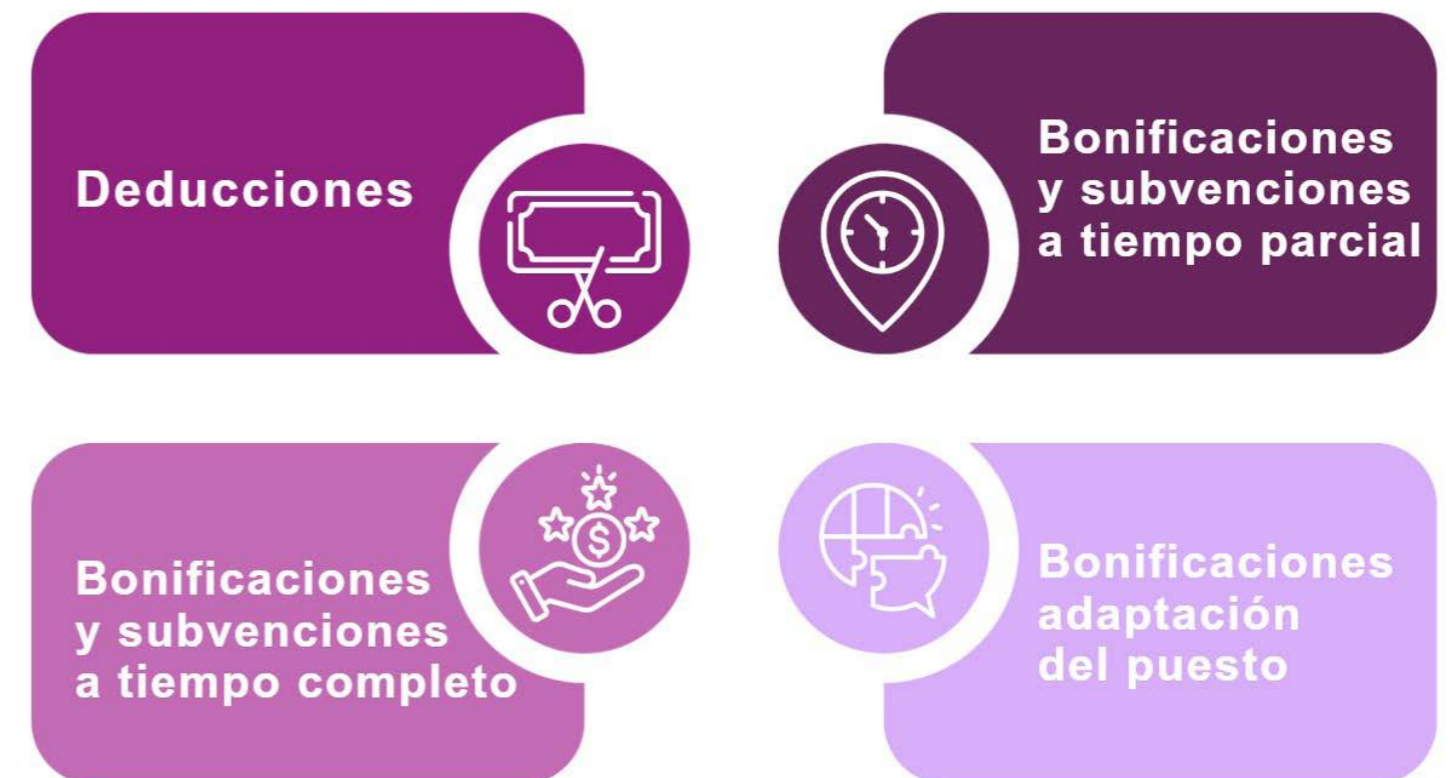 Deducciones
Bonificaciones
y subvenciones
a tiempo parcial
Bonificaciones
y subvenciones
a tiempo completo
$
Bonificaciones
adaptación
del puesto